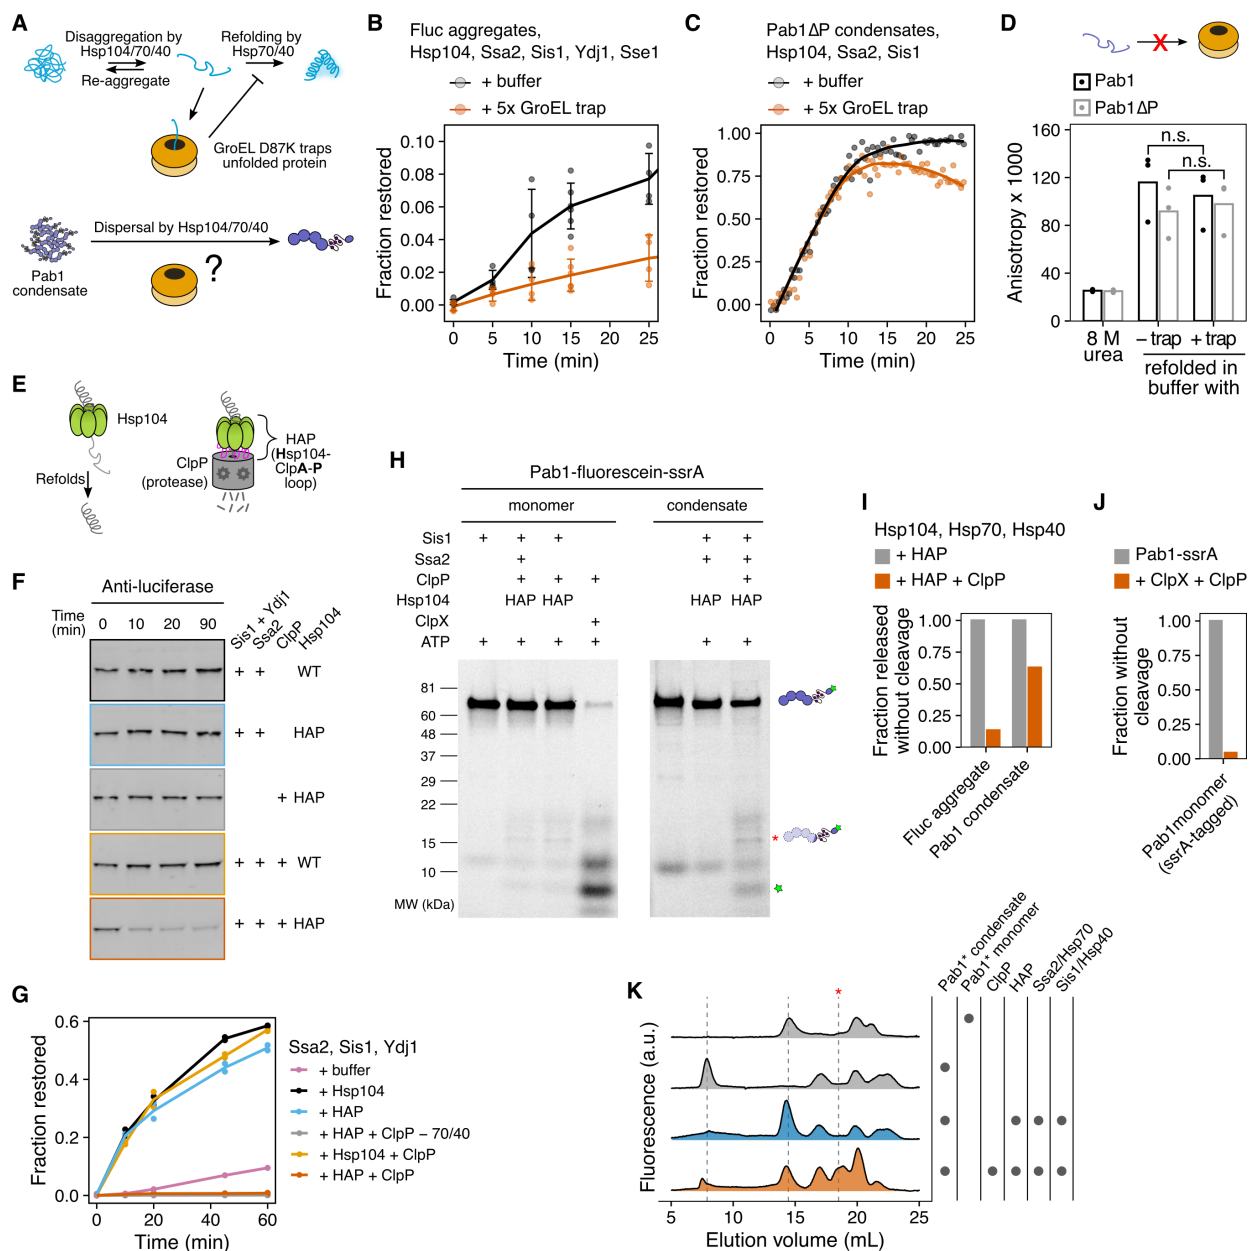 A
Disaggregation by
Hsp104/70/40
Re-aggregate
Refolding by
Hsp70/40
GroEL D87K traps
unfolded protein
Dispersal by Hsp104/70/40
Pab1
condensate
?
B
Fluc aggregates,
Hsp104, Ssa2, Sis1, Ydj1, Sse1
+ buffer
+ 5x GroEL trap
Fraction restored
0.10
0.08
0.06
0.04
0.02
0.00
0 5 10 15 20 25
Time (min)
C
Pab1ΔP condensates,
Hsp104, Ssa2, Sis1
+ buffer
+ 5x GroEL trap
Fraction restored
1.00
0.75
0.50
0.25
0.00
0 5 10 15 20 25
Time (min)
D
X
Pab1
Pab1ΔP
Anisotropy x 1000
160
120
80
40
0
n.s.
n.s.
8 M
urea
– trap + trap
refolded in
buffer with
E
Hsp104
Refolds
ClpP
(protease)
HAP
(Hsp104-
ClpA-P
loop)
F
Anti-luciferase
Time
(min)
0 10 20 90
Sis1 + Ydj1
Ssa2
ClpP
Hsp104
+ + WT
+ + HAP
+ HAP
+ + + WT
+ + + HAP
G
Fraction restored
0.6
0.4
0.2
0.0
0 20 40 60
Time (min)
Ssa2, Sis1, Ydj1
+ buffer
+ Hsp104
+ HAP
+ HAP + ClpP – 70/40
+ Hsp104 + ClpP
+ HAP + ClpP
H
Pab1-fluorescein-ssrA
monomer condensate
Sis1 + + + + +
Ssa2 + + +
ClpP + + + +
Hsp104 HAP HAP HAP HAP
ClpX +
ATP + + + + + +
81
60
48
37
29
22
15
10
MW (kDa)
*
I
Hsp104, Hsp70, Hsp40
+ HAP
+ HAP + ClpP
Fraction released
without cleavage
1.00
0.75
0.50
0.25
0.00
Fluc aggregate
Pab1 condensate
J
Pab1-ssrA
+ ClpX + ClpP
Fraction without
cleavage
1.00
0.75
0.50
0.25
0.00
Pab1monomer
(ssrA-tagged)
K
Fluorescence (a.u.)
*
5 10 15 20 25
Elution volume (mL)
Pab1* condensate
Pab1* monomer
ClpP
HAP
Ssa2/Hsp70
Sis1/Hsp40